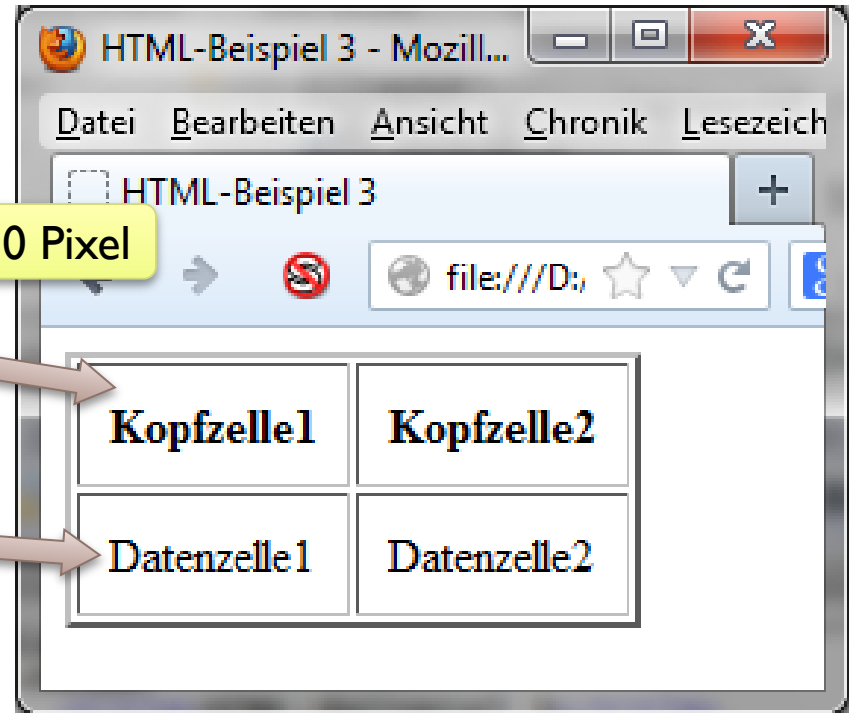 HTML-Beispiel 3 - Mozill...
Datei Bearbeiten Ansicht Chronik Lesezeich
HTML-Beispiel 3 +
0 Pixel
file:///D:/
Kopfzelle1 Kopfzelle2
Datenzelle1 Datenzelle2